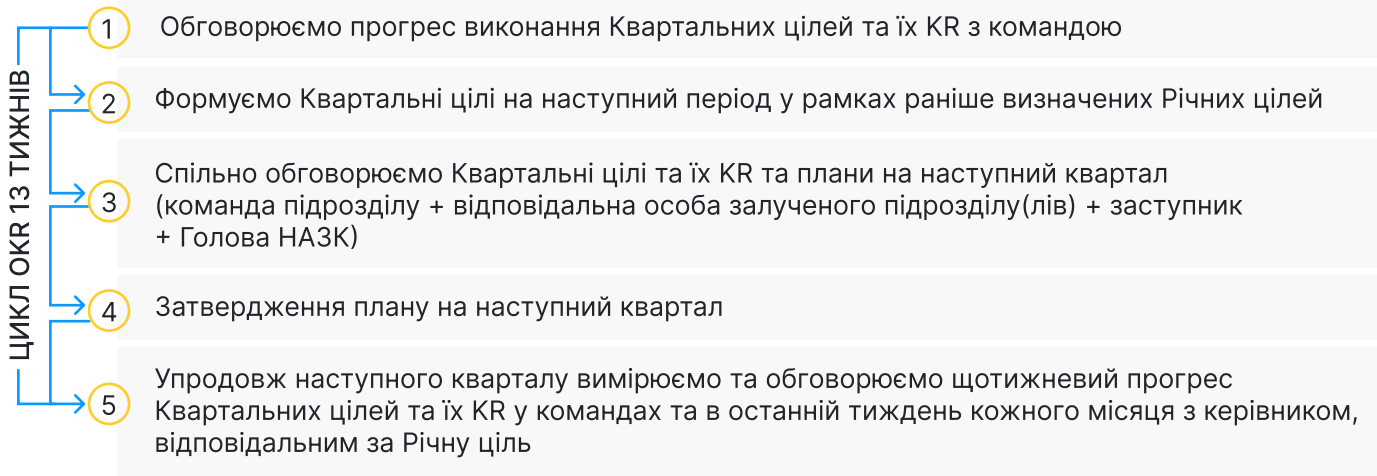 ЦИКЛ OKR 13 ТИЖНІВ
1
Обговорюємо прогрес виконання Квартальних цілей та їх KR з командою
2
Формуємо Квартальні цілі на наступний період у рамках раніше визначених Річних цілей
3
Спільно обговорюємо Квартальні цілі та їх KR та плани на наступний квартал
(команда підрозділу + відповідальна особа залученого підрозділу(лів) + заступник
+ Голова НАЗК)
4
Затвердження плану на наступний квартал
5
Упродовж наступного кварталу вимірюємо та обговорюємо щотижневий прогрес
Квартальних цілей та їх KR у командах та в останній тиждень кожного місяця з керівником,
відповідальним за Річну ціль